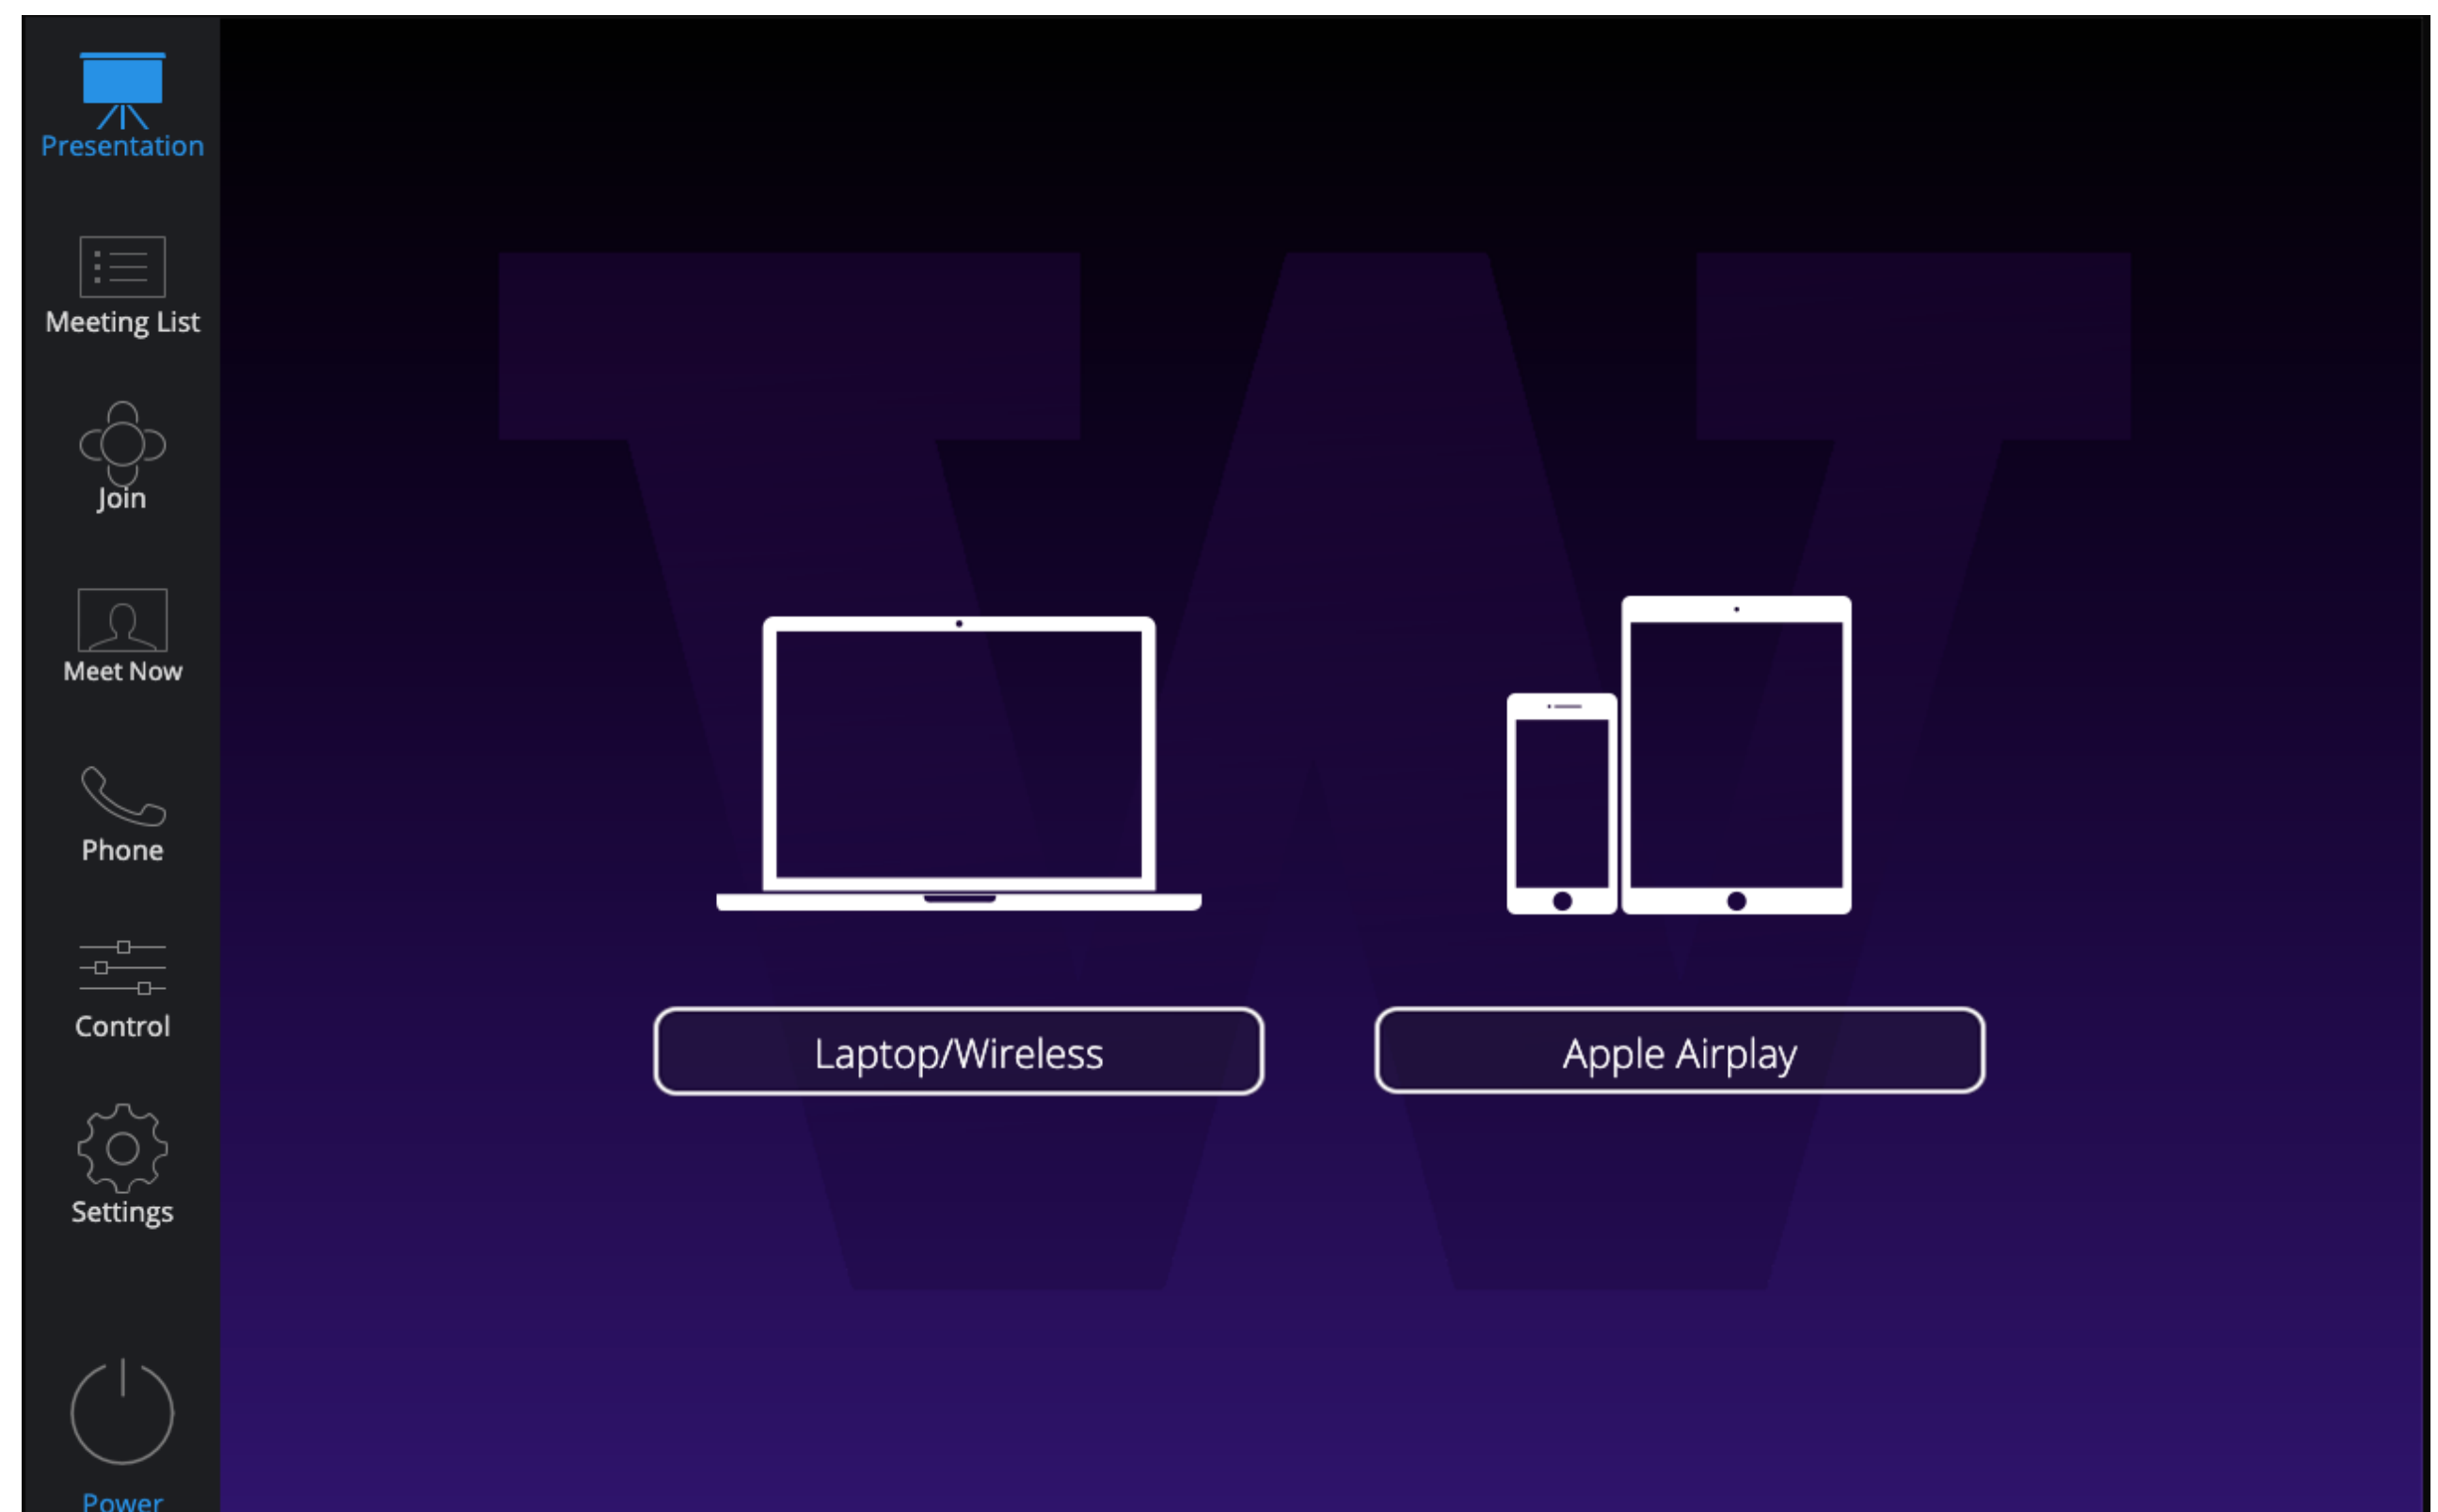 Presentation
Meeting List
Join
Meet Now
Phone
Control
Settings
Power
W
Laptop/Wireless
Apple Airplay